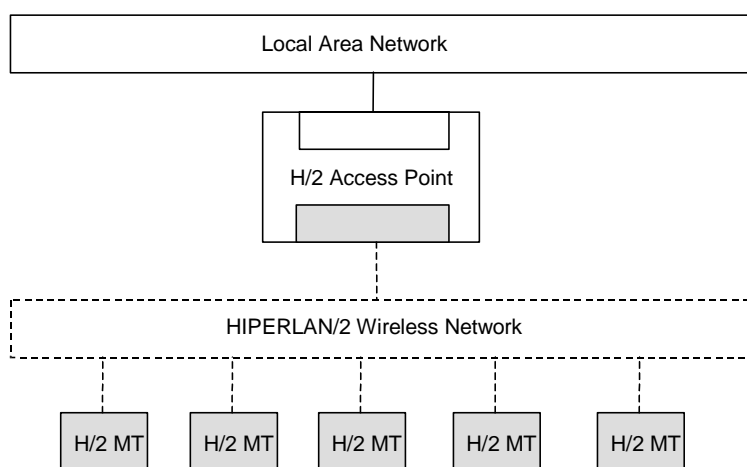 Local Area Network
H/2 Access Point
HIPERLAN/2 Wireless Network
H/2 MT
H/2 MT
H/2 MT
H/2 MT
H/2 MT